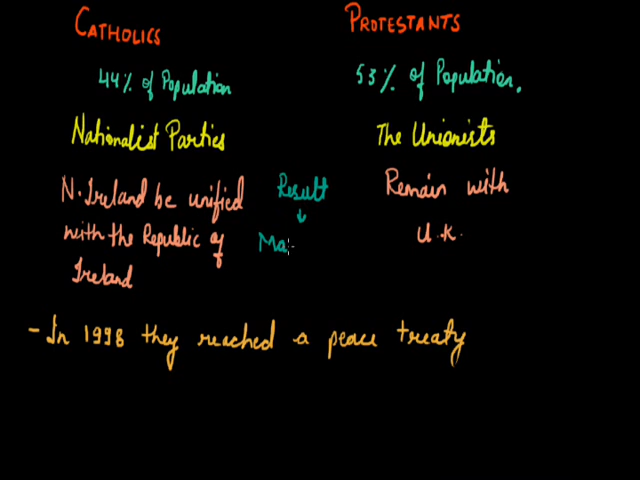 CATHOLICS
44% of Population
Nationalist Parties
N. Ireland be unified
with the Republic of
Ireland
Result
Ma
PROTESTANTS
53% of Population.
The Unionists
Remain with
U.K.
- In 1998 they reached a peace treaty